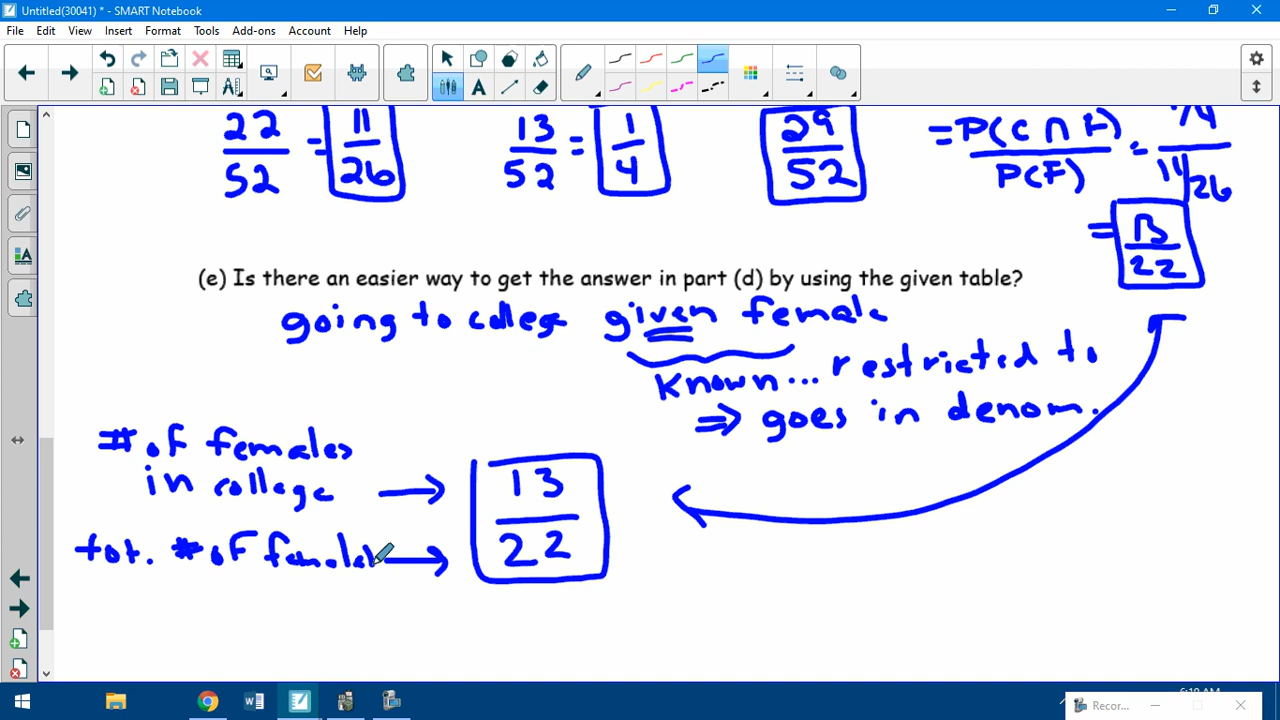 Untitled(30041) * - SMART Notebook
File Edit View Insert Format Tools Add-ons Account Help
22/52 = 11/26
13/52 = 1/4
29/52
= P(C ∩ F)/P(F) = 1/4 / 11/26
= 13/22
(e) Is there an easier way to get the answer in part (d) by using the given table?
going to college given female
known... restricted to
⇒ goes in denom.
# of females
in college → 13
tot. # of females → 22
Recor...